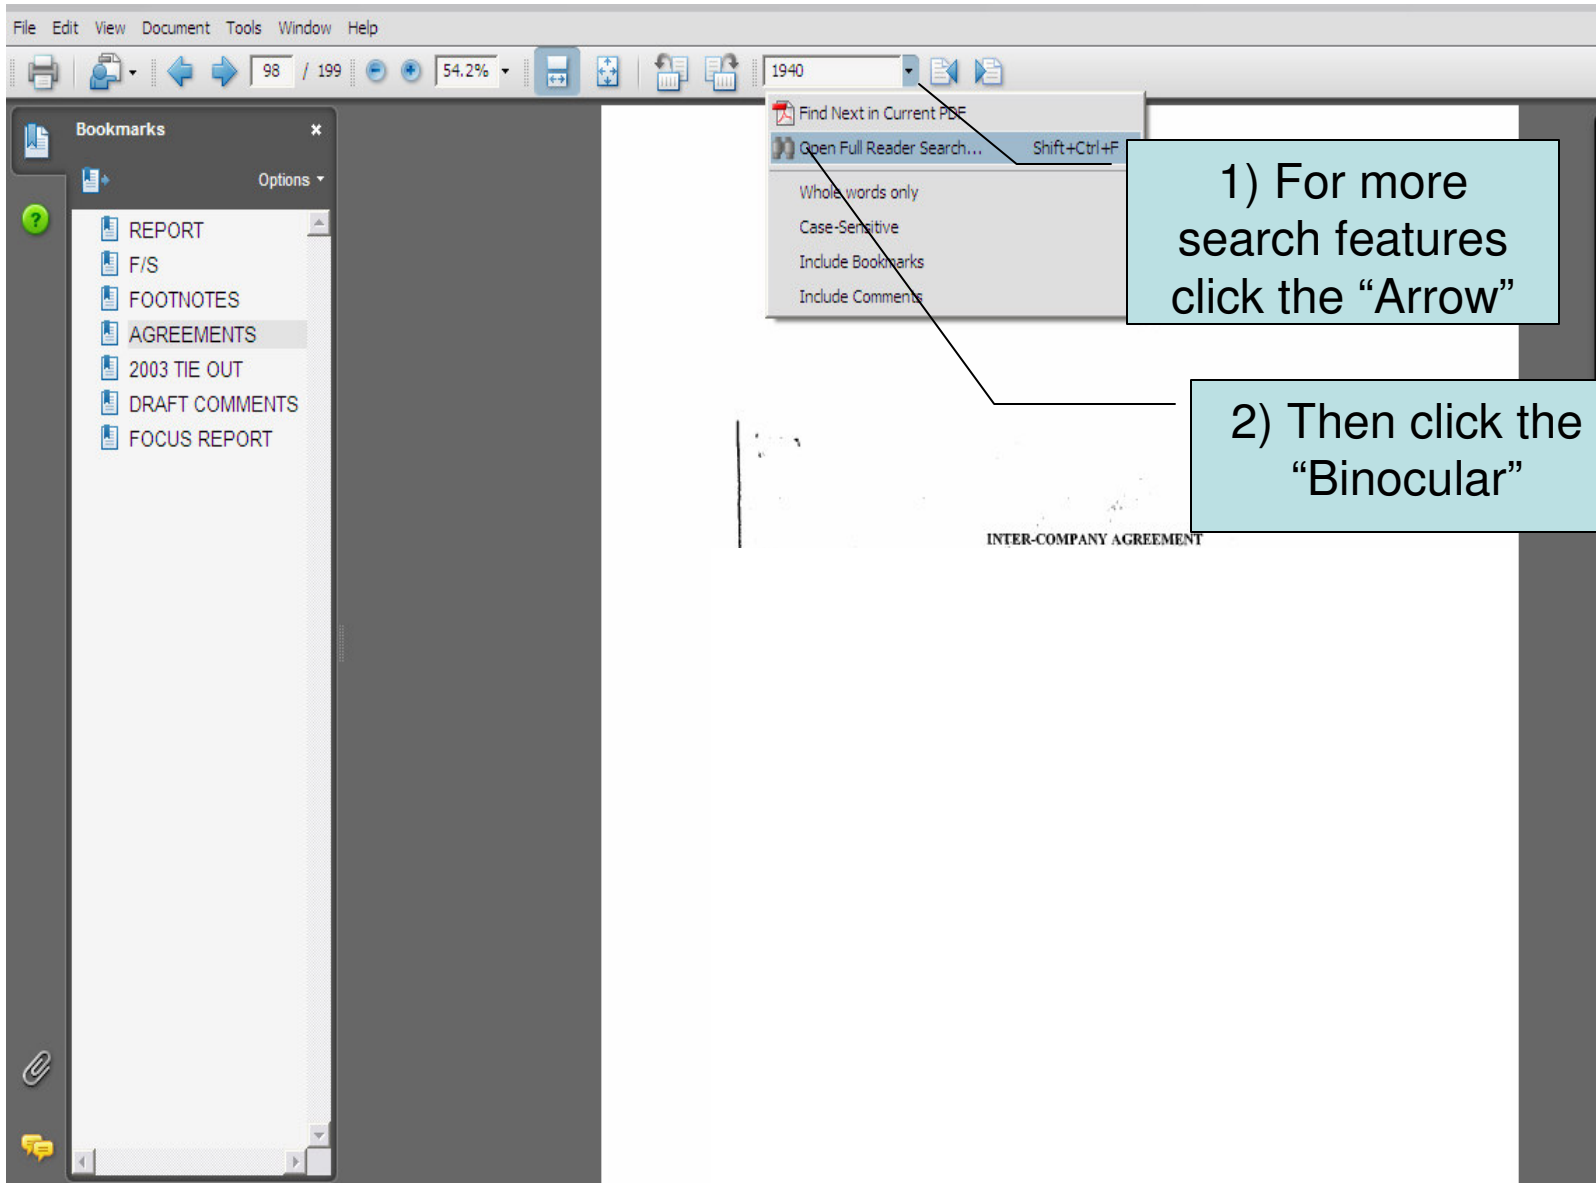 File Edit View Document Tools Window Help
98 / 199 54.2% 1940
Bookmarks
Options
REPORT
F/S
FOOTNOTES
AGREEMENTS
2003 TIE OUT
DRAFT COMMENTS
FOCUS REPORT
Find Next in Current PDF
Open Full Reader Search... Shift+Ctrl+F
Whole words only
Case-Sensitive
Include Bookmarks
Include Comments
1) For more
search features
click the “Arrow”
2) Then click the
“Binocular”
INTER-COMPANY AGREEMENT